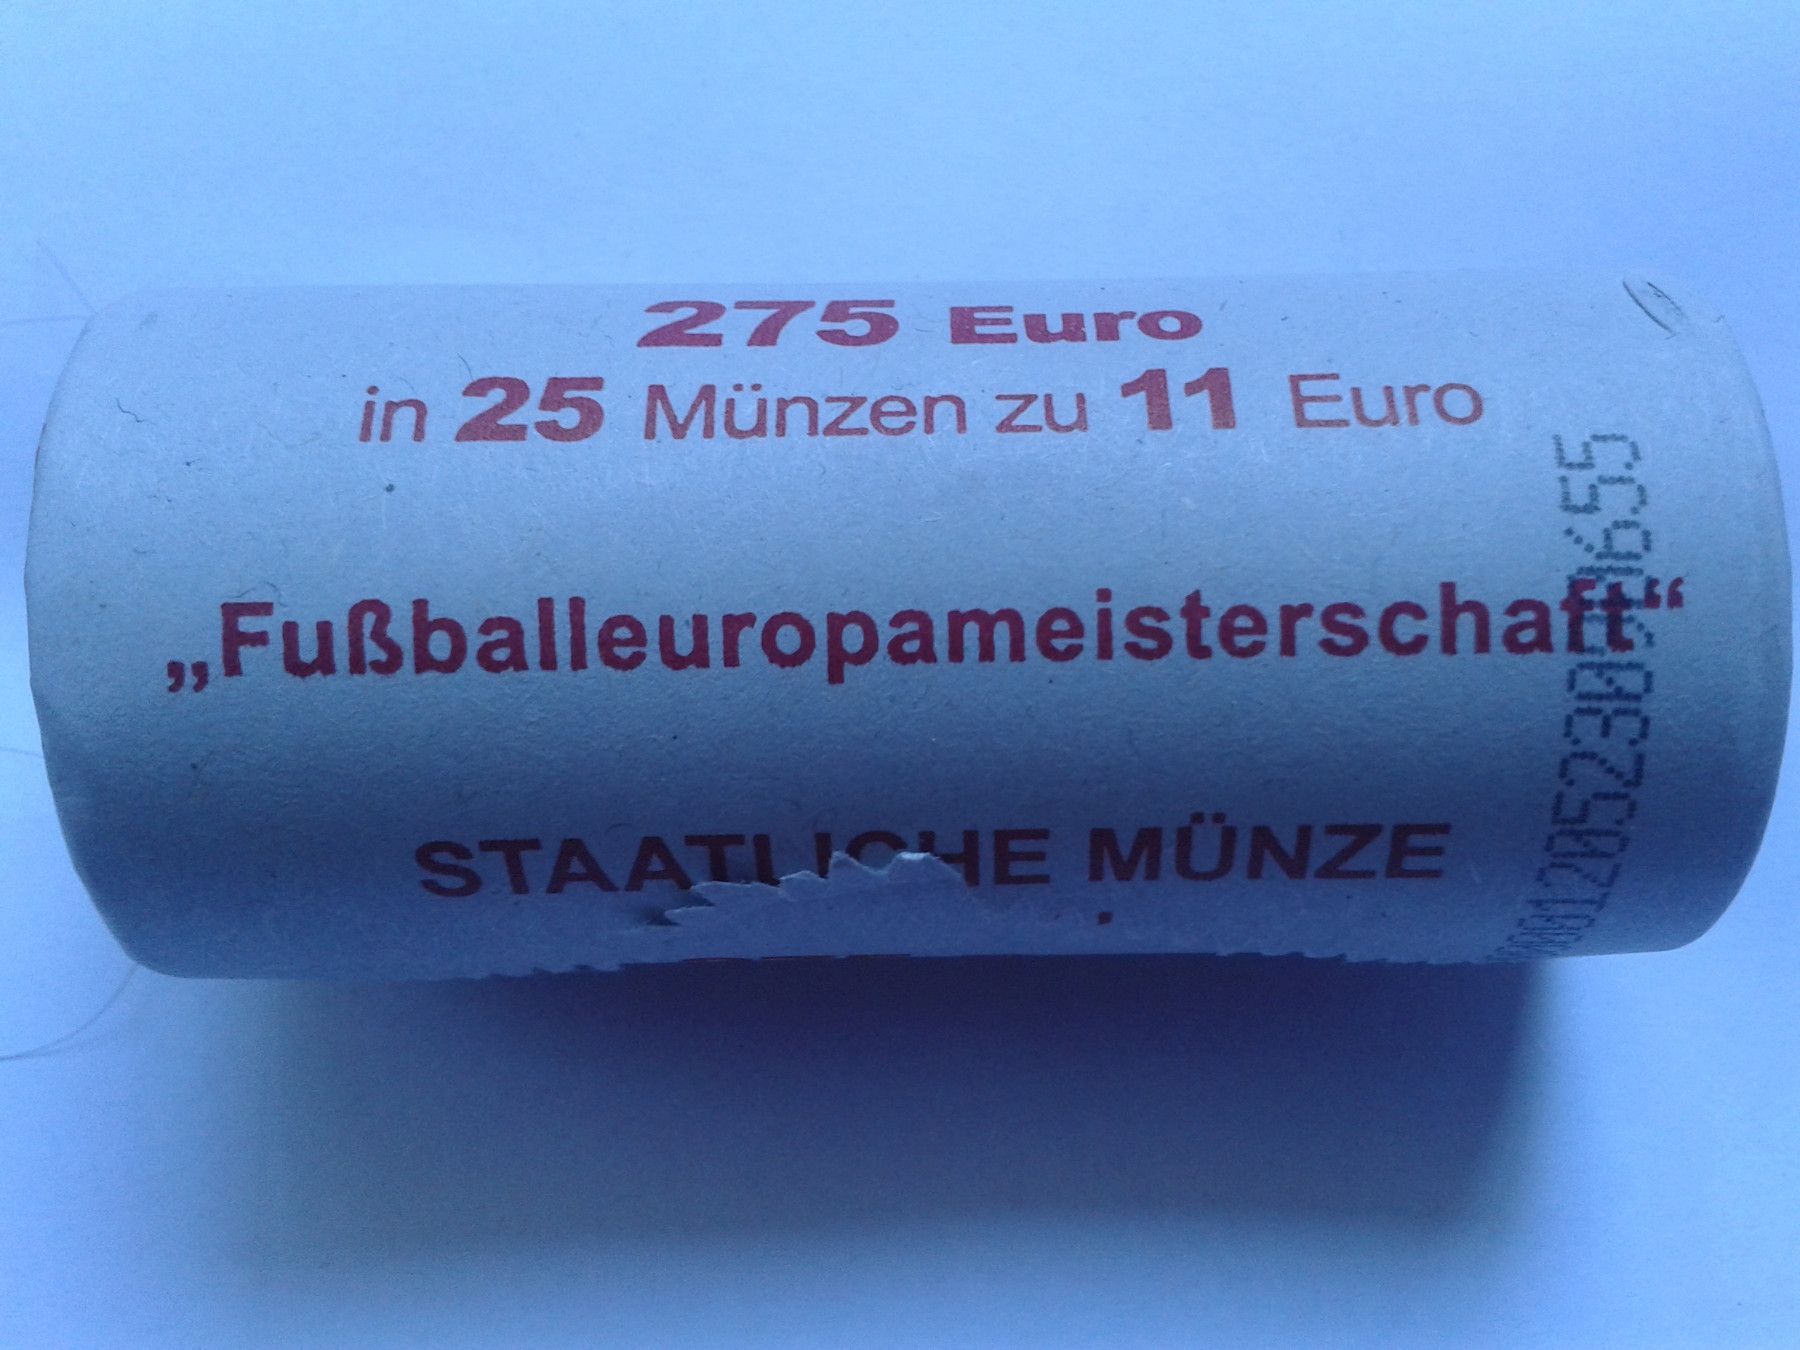 275 Euro
in 25 Münzen zu 11 Euro
„Fußballeuropameisterschaft“
STAATLICHE MÜNZE